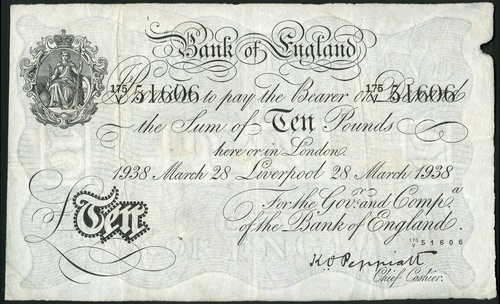 Bank of England
175/V 51606 to pay the Bearer on Demand 175/V 51606
the Sum of Ten Pounds
here or in London.
1938 March 28 Liverpool 28 March 1938
For the Govr. and Compa.
of the Bank of England.
£Ten
175/V 51606
K.O. Peppiatt
Chief Cashier.